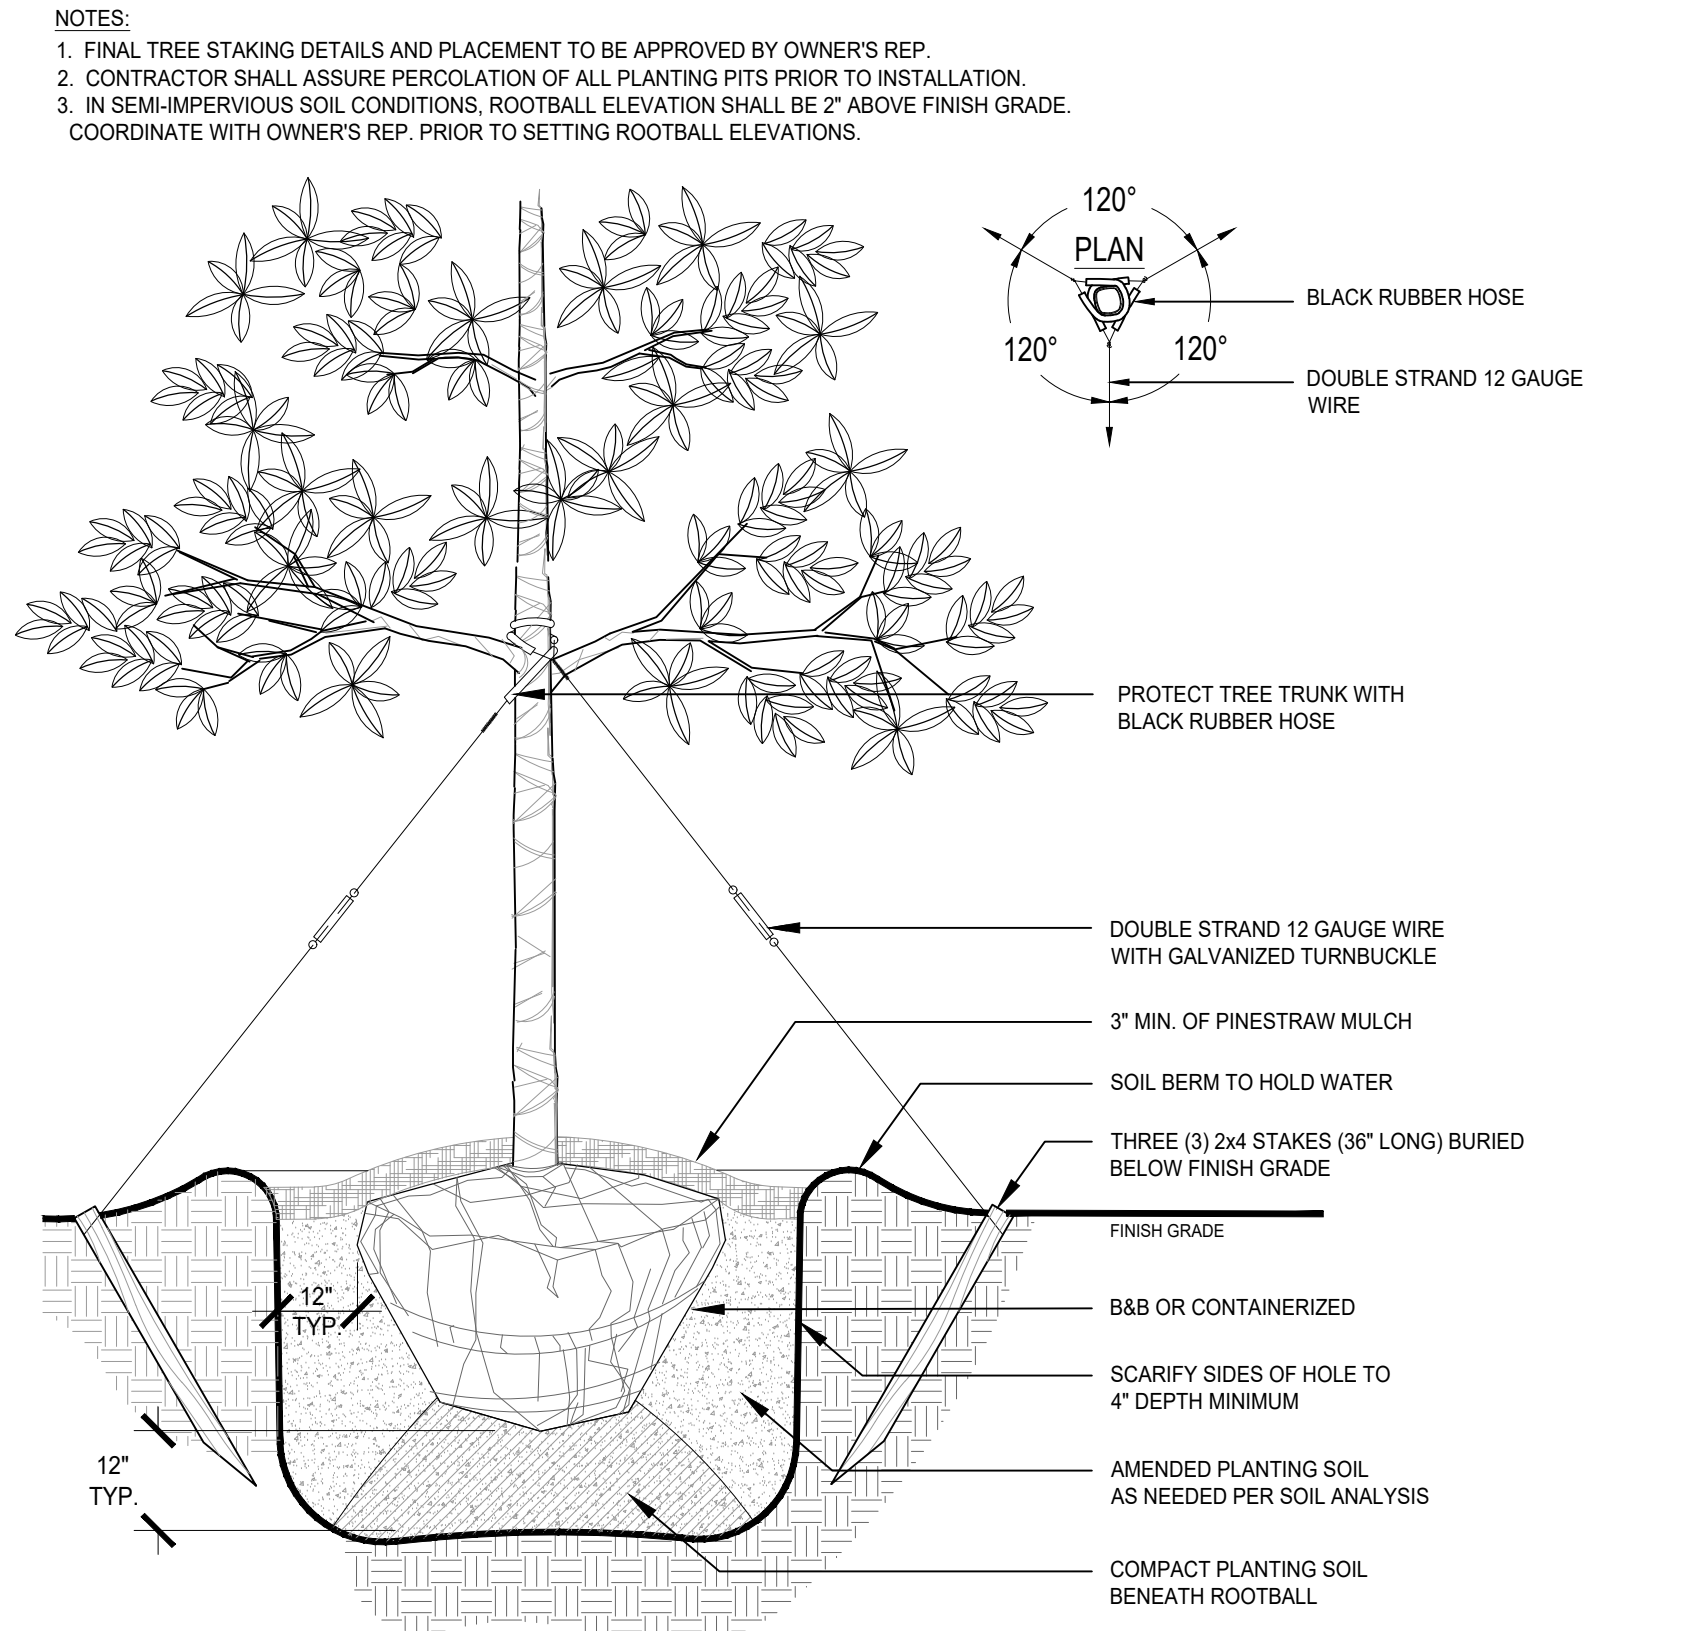 NOTES:
1. FINAL TREE STAKING DETAILS AND PLACEMENT TO BE APPROVED BY OWNER'S REP.
2. CONTRACTOR SHALL ASSURE PERCOLATION OF ALL PLANTING PITS PRIOR TO INSTALLATION.
3. IN SEMI-IMPERVIOUS SOIL CONDITIONS, ROOTBALL ELEVATION SHALL BE 2" ABOVE FINISH GRADE.
COORDINATE WITH OWNER'S REP. PRIOR TO SETTING ROOTBALL ELEVATIONS.
120°
PLAN
BLACK RUBBER HOSE
120°
120°
DOUBLE STRAND 12 GAUGE
WIRE
PROTECT TREE TRUNK WITH
BLACK RUBBER HOSE
DOUBLE STRAND 12 GAUGE WIRE
WITH GALVANIZED TURNBUCKLE
3" MIN. OF PINESTRAW MULCH
SOIL BERM TO HOLD WATER
THREE (3) 2x4 STAKES (36" LONG) BURIED
BELOW FINISH GRADE
FINISH GRADE
12"
TYP.
B&B OR CONTAINERIZED
SCARIFY SIDES OF HOLE TO
4" DEPTH MINIMUM
12"
TYP.
AMENDED PLANTING SOIL
AS NEEDED PER SOIL ANALYSIS
COMPACT PLANTING SOIL
BENEATH ROOTBALL